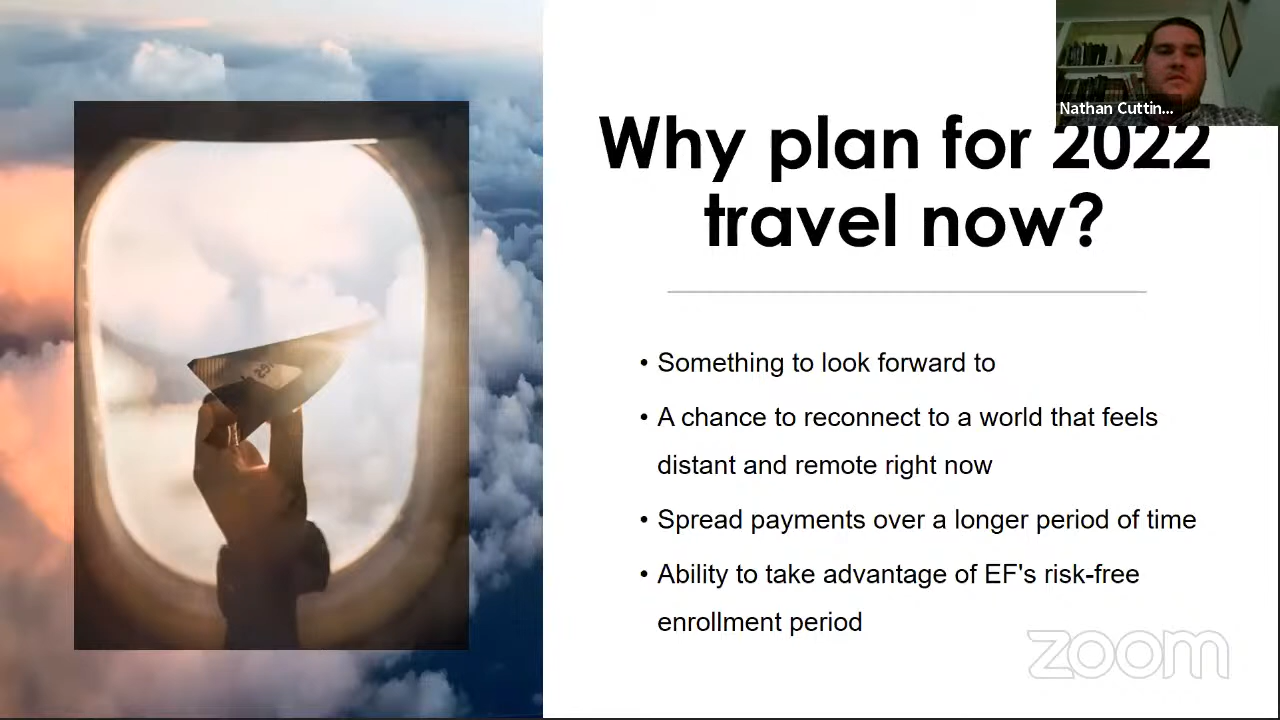 Nathan Cuttin...
Why plan for 2022
travel now?
• Something to look forward to
• A chance to reconnect to a world that feels
distant and remote right now
• Spread payments over a longer period of time
• Ability to take advantage of EF's risk-free
enrollment period
zoom